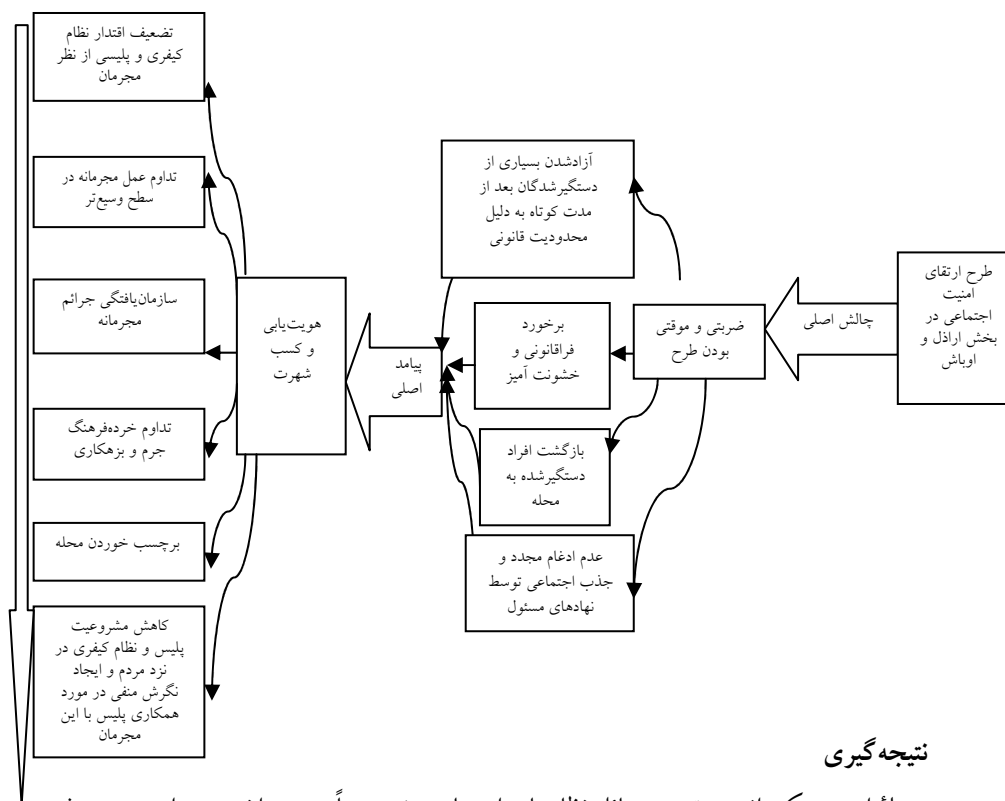 طرح ارتقای
امنیت
اجتماعی در
بخش اراذل و
اوباش
چالش اصلی
ضربتی و موقتی
بودن طرح
آزادشدن بسیاری از
دستگیرشدگان بعد از
مدت کوتاه به دلیل
محدودیت قانونی
برخورد
فراقانونی و
خشونت آمیز
بازگشت افراد
دستگیرشده به
محله
عدم ادغام مجدد و
جذب اجتماعی توسط
نهادهای مسئول
پیامد
اصلی
هویت‌یابی
و کسب
شهرت
تضعیف اقتدار نظام
کیفری و پلیسی از نظر
مجرمان
تداوم عمل مجرمانه در
سطح وسیع‌تر
سازمان‌یافتگی جرائم
مجرمانه
تداوم خرده‌فرهنگ
جرم و بزهکاری
برچسب خوردن محله
کاهش مشروعیت
پلیس و نظام کیفری در
نزد مردم و ایجاد
نگرش منفی در مورد
همکاری پلیس با این
مجرمان
نتیجه‌گیری